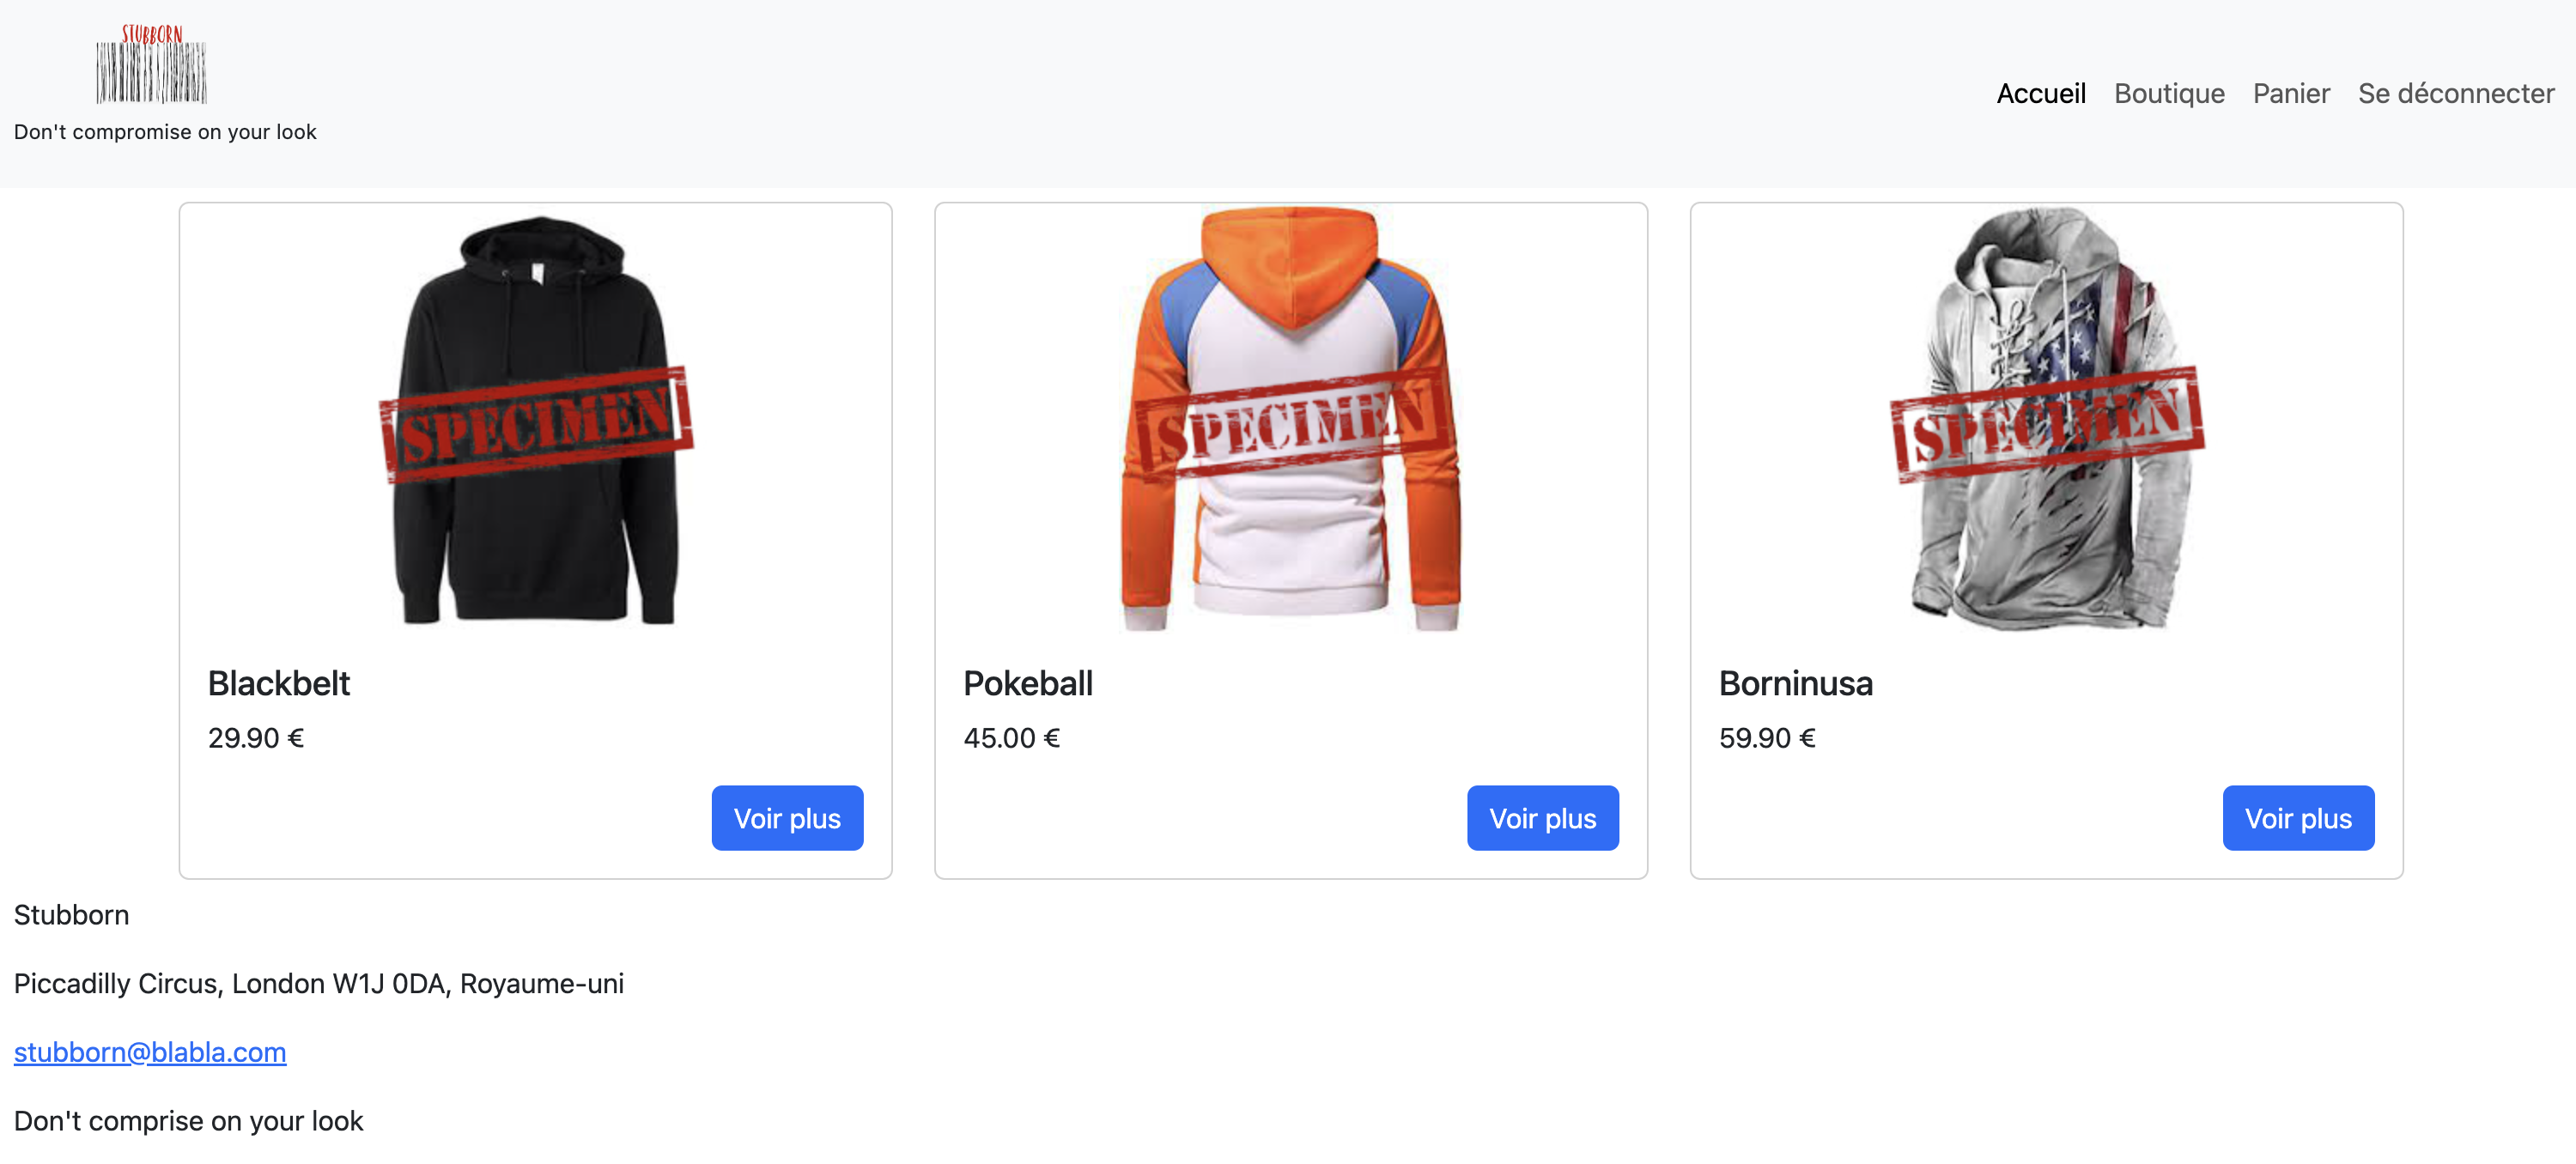 STUBBORN
Don't compromise on your look
Accueil Boutique Panier Se déconnecter
SPECIMEN SPECIMEN SPECIMEN
Blackbelt Pokeball Borninusa
29.90 € 45.00 € 59.90 €
Voir plus Voir plus Voir plus
Stubborn
Piccadilly Circus, London W1J 0DA, Royaume-uni
stubborn@blabla.com
Don't comprise on your look